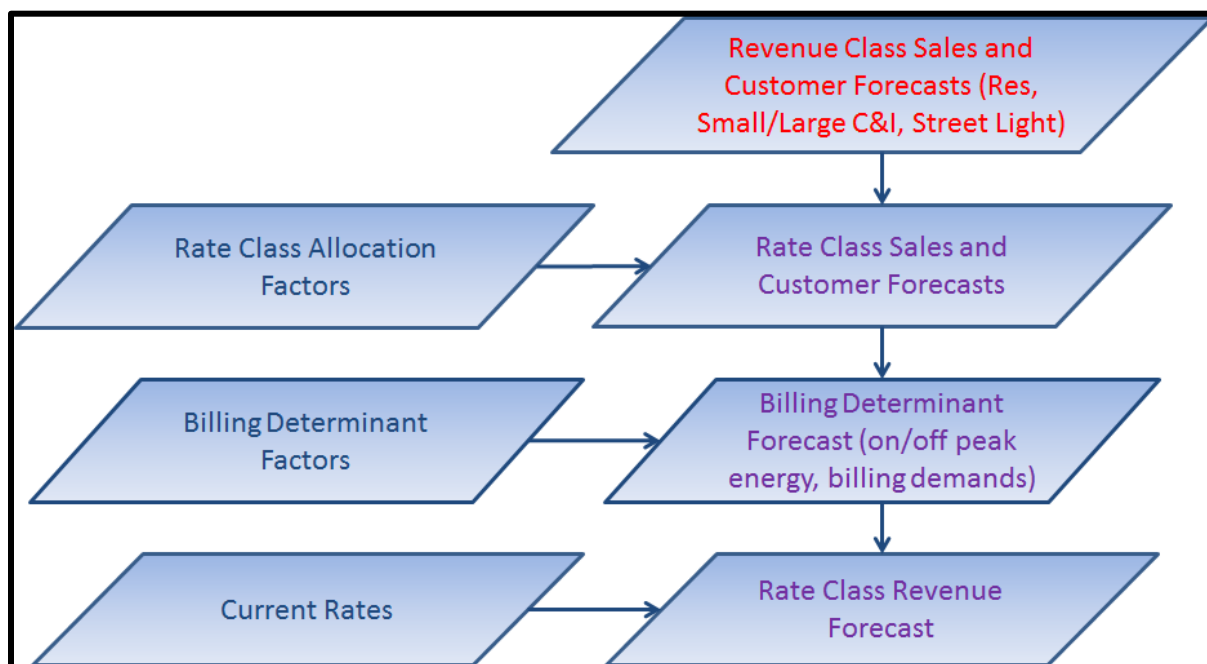 Revenue Class Sales and
Customer Forecasts (Res,
Small/Large C&I, Street Light)
Rate Class Allocation
Factors
Rate Class Sales and
Customer Forecasts
Billing Determinant
Factors
Billing Determinant
Forecast (on/off peak
energy, billing demands)
Current Rates
Rate Class Revenue
Forecast